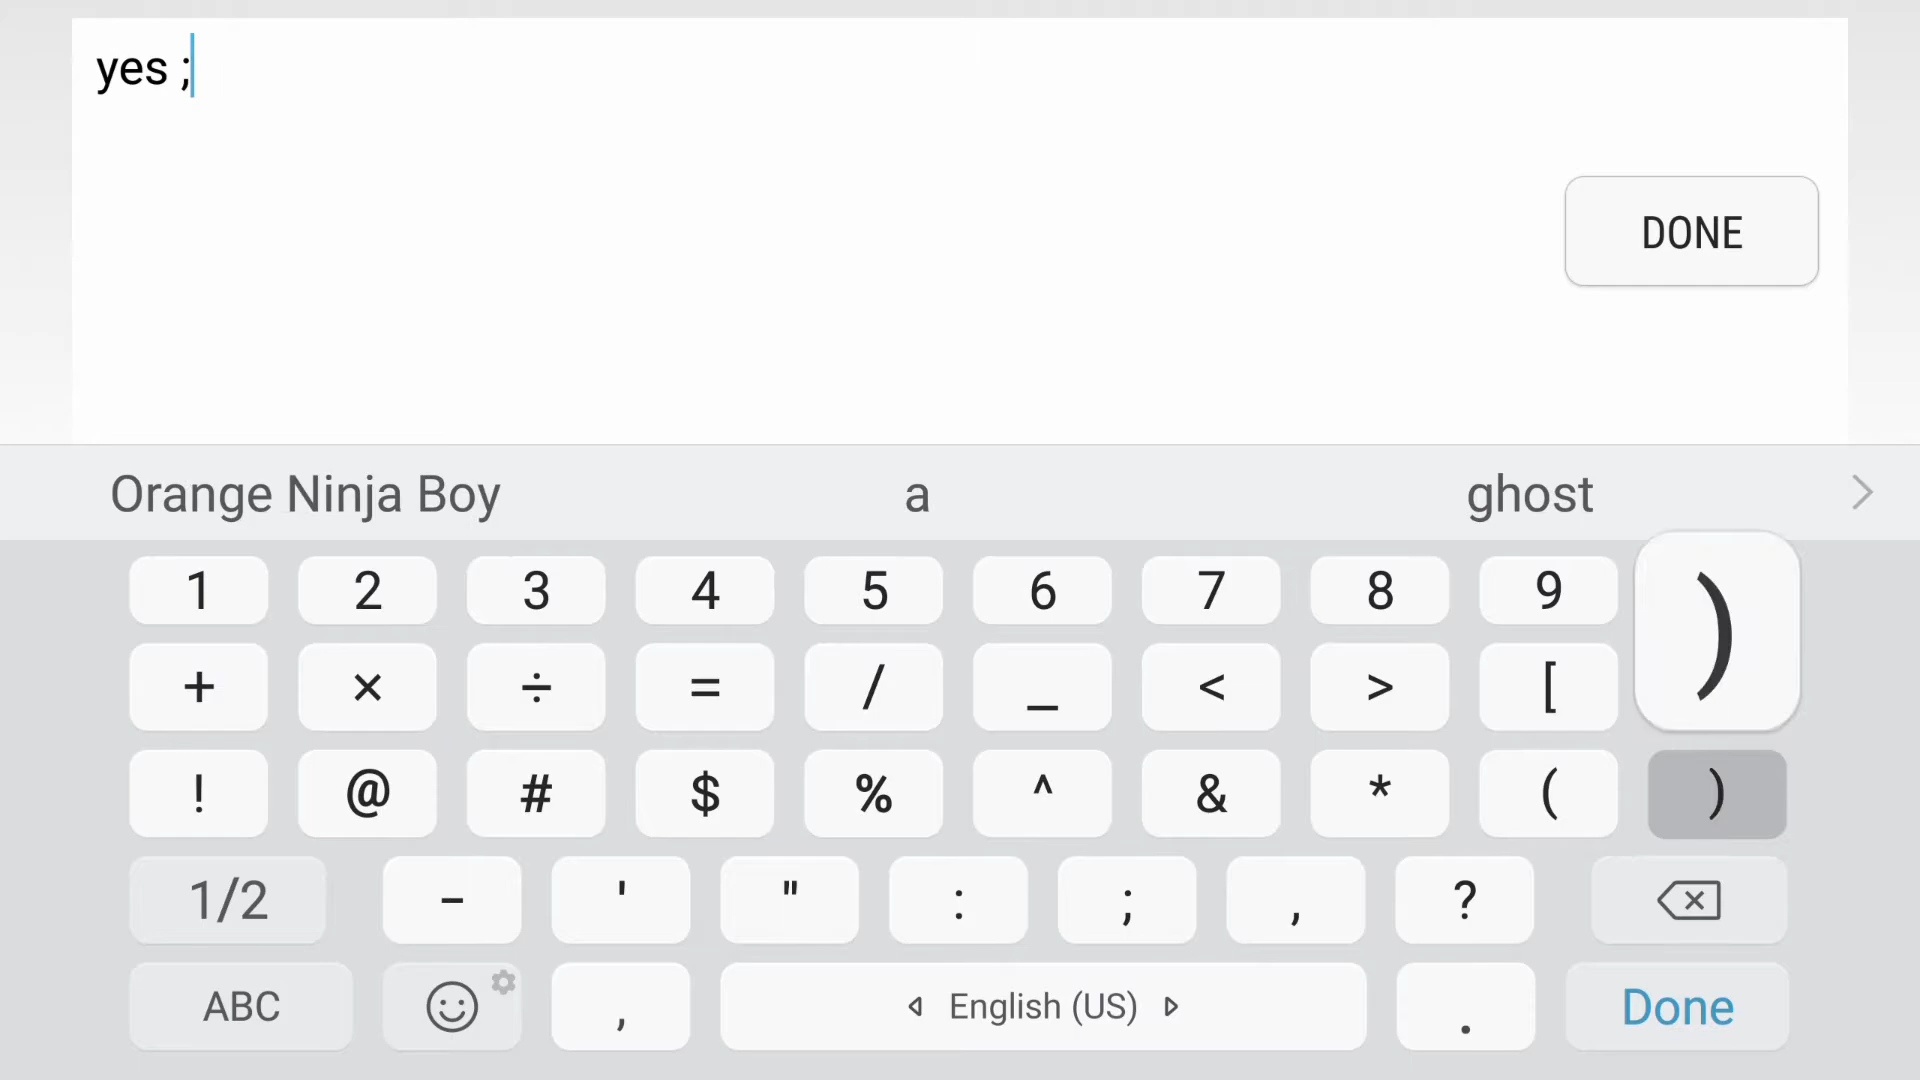 yes ;
DONE
Orange Ninja Boy a ghost
1 2 3 4 5 6 7 8 9 )
+ × ÷ = / _ < > [
! @ # $ % ^ & * ( )
1/2 - ' " : ; , ?
ABC , English (US) . Done